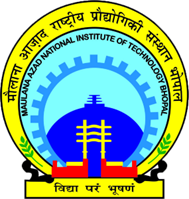 मौलाना आज़ाद राष्ट्रीय प्रौद्योगिकी संस्थान भोपाल
MAULANA AZAD NATIONAL INSTITUTE OF TECHNOLOGY BHOPAL
विद्या परं भूषणं